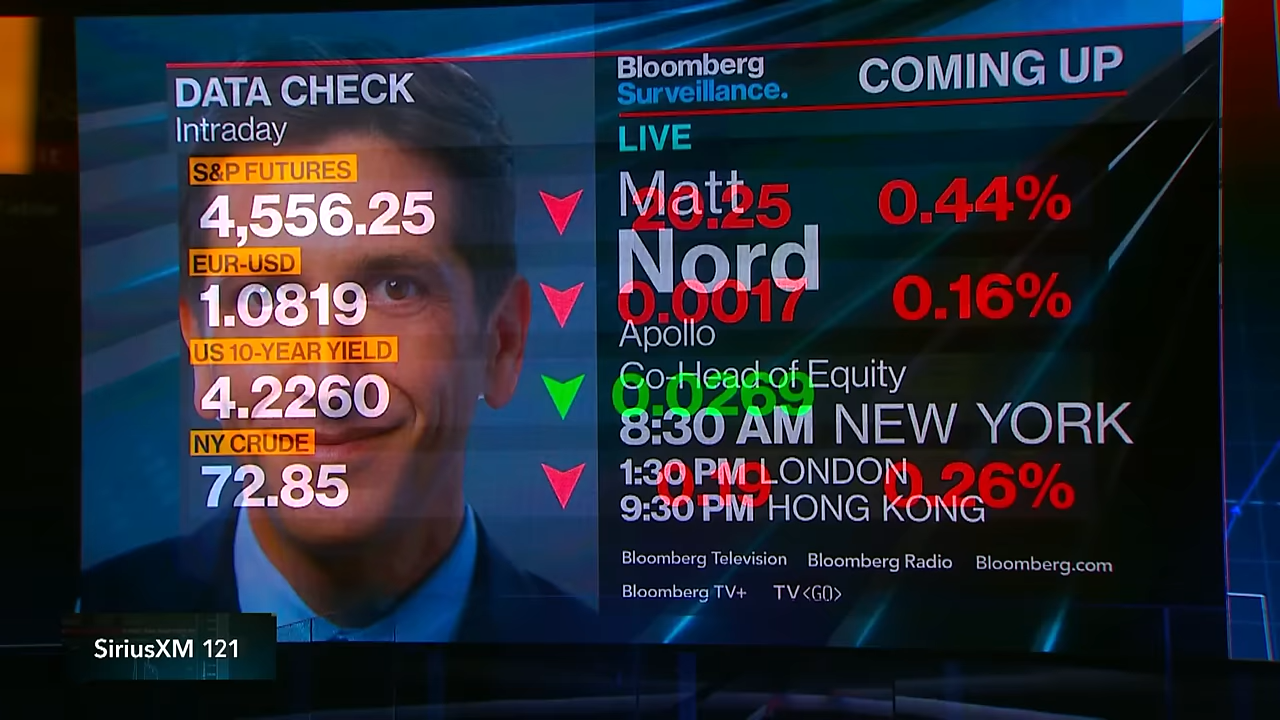 DATA CHECK
Intraday
S&P FUTURES
4,556.25 20.25 0.44%
EUR-USD
1.0819 0.0017 0.16%
US 10-YEAR YIELD
4.2260 0.0269
NY CRUDE
72.85 0.19 0.26%
Bloomberg
Surveillance.
COMING UP
LIVE
Matt
Nord
Apollo
Co-Head of Equity
8:30 AM NEW YORK
1:30 PM LONDON
9:30 PM HONG KONG
Bloomberg Television Bloomberg Radio Bloomberg.com
Bloomberg TV+ TV<GO>
SiriusXM 121